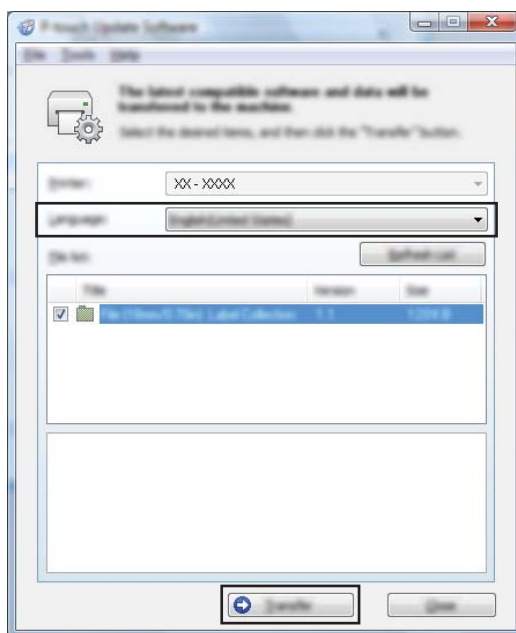 P-touch Update Software
File Tools Help
The latest compatible software and data will be
transferred to the machine.
Select the desired items, and then click the "Transfer" button.
Printer: XX - XXXX
Language: English(United States)
File list: Refresh List
Title Version Size
Label Collection 1.1
Transfer Close